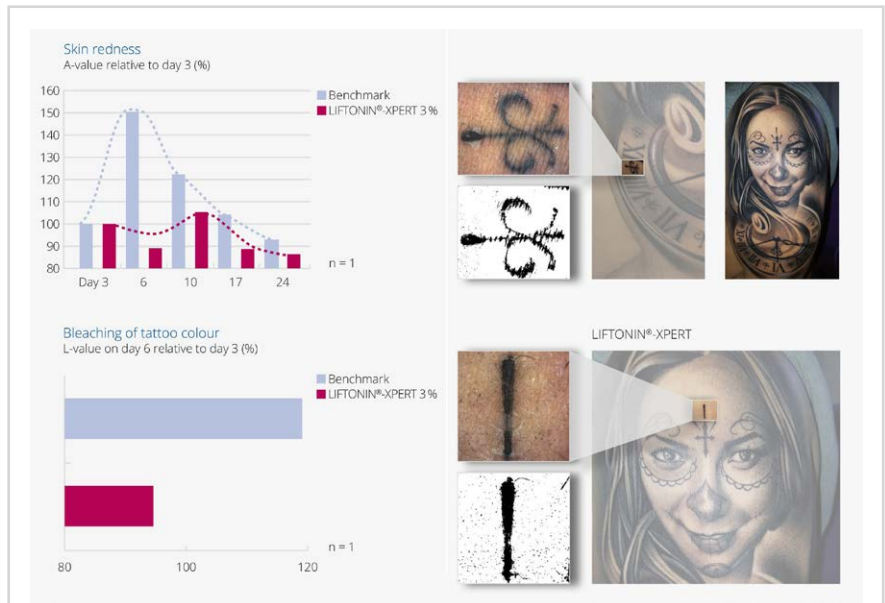 Skin redness
A-value relative to day 3 (%)
160
150
140
130
120
110
100
90
80
Day 3
6
10
17
24
Benchmark
LIFTONIN®-XPERT 3 %
n = 1
Bleaching of tattoo colour
L-value on day 6 relative to day 3 (%)
Benchmark
LIFTONIN®-XPERT 3 %
n = 1
80
100
120
LIFTONIN®-XPERT